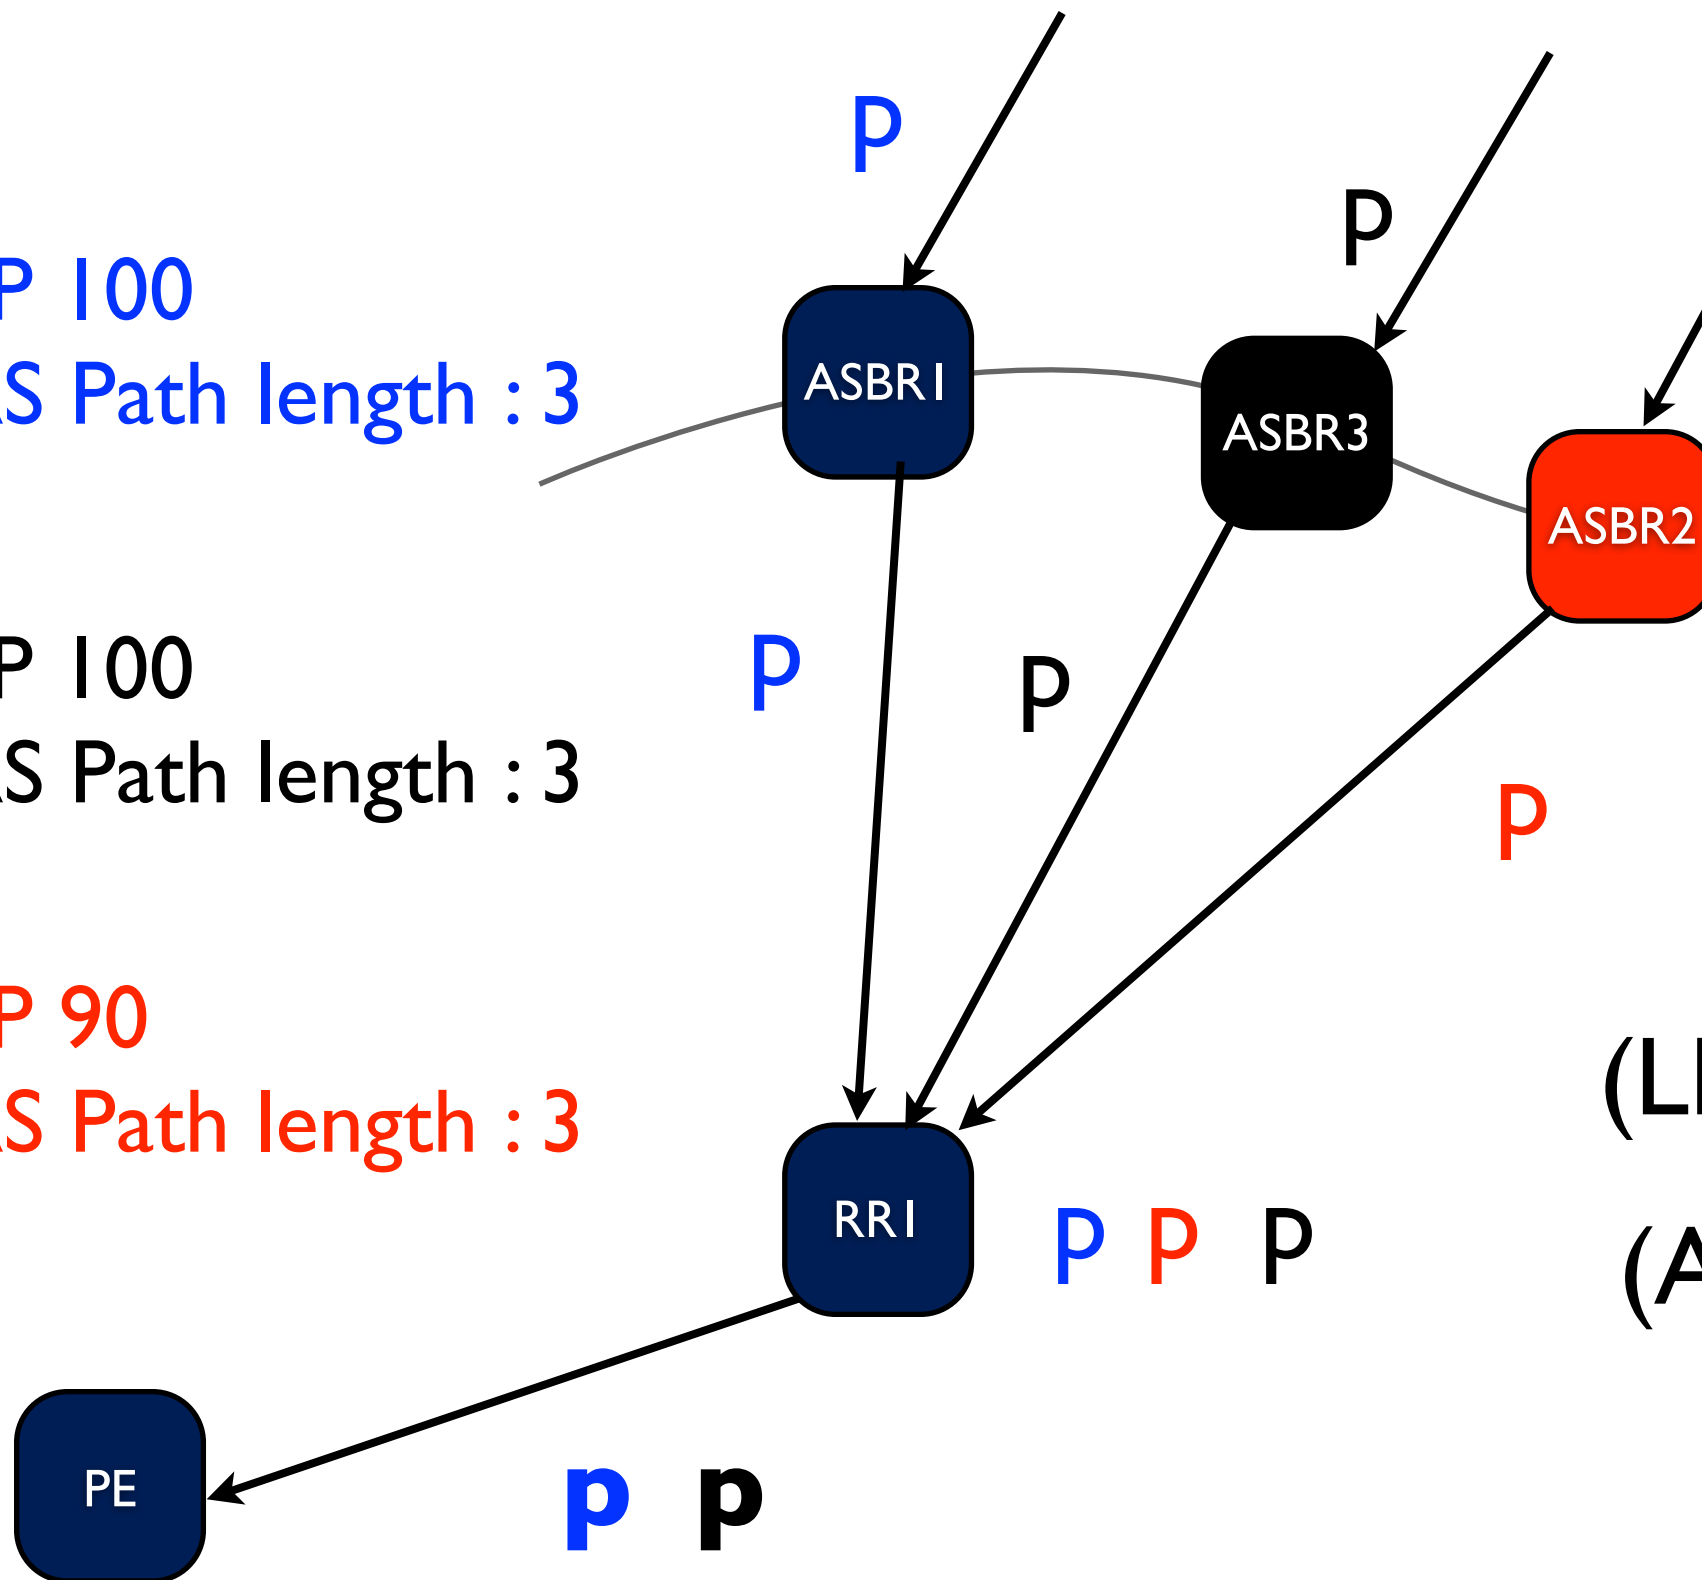 P
P
P 100
S Path length : 3
ASBR1
ASBR3
ASBR2
P 100
S Path length : 3
P
P
P
P 90
S Path length : 3
(L
(A
RR1
P P P
PE
p p